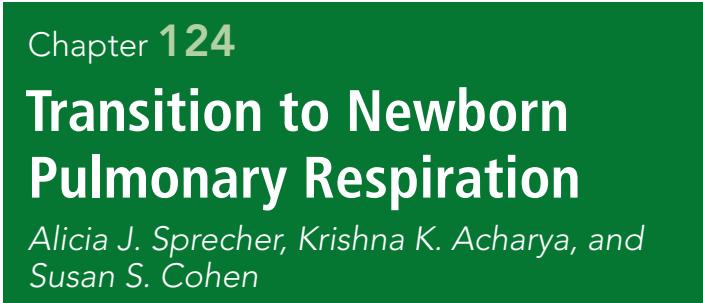 Chapter 124
Transition to Newborn
Pulmonary Respiration
Alicia J. Sprecher, Krishna K. Acharya, and
Susan S. Cohen